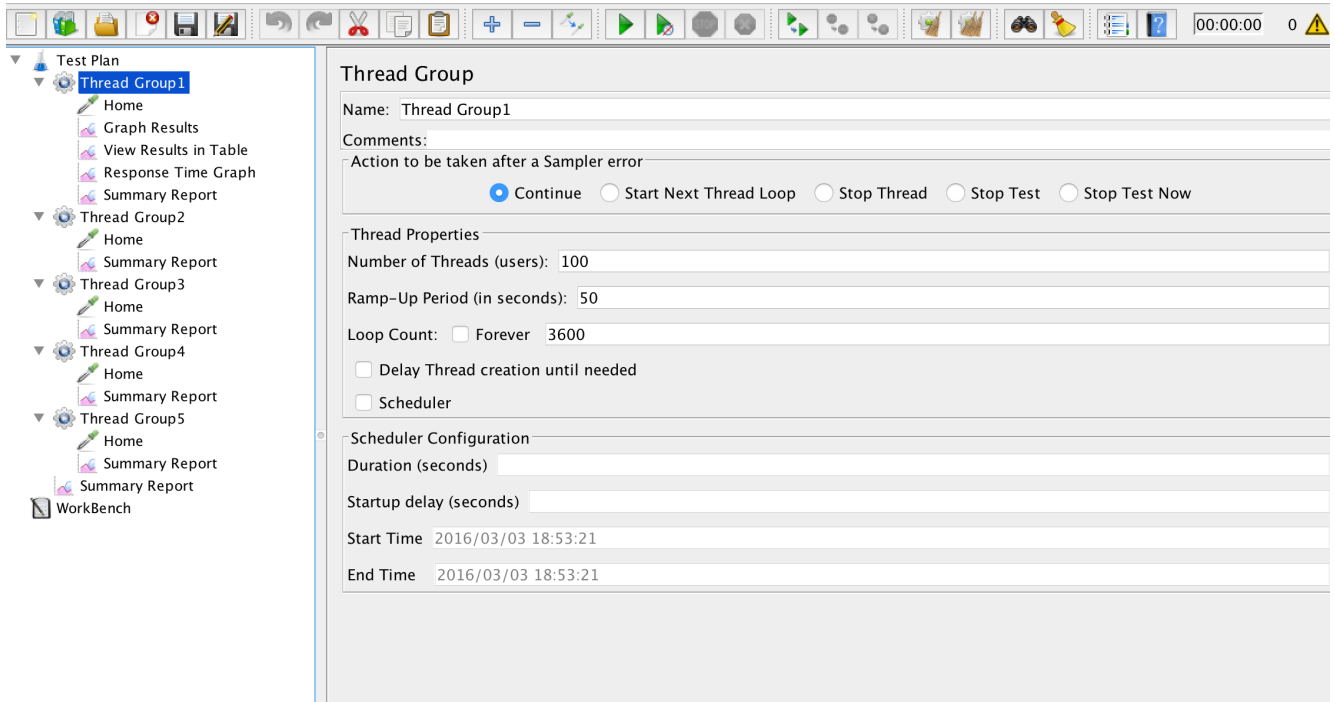 STOP
00:00:00 0
Test Plan
Thread Group1
Home
Graph Results
View Results in Table
Response Time Graph
Summary Report
Thread Group2
Home
Summary Report
Thread Group3
Home
Summary Report
Thread Group4
Home
Summary Report
Thread Group5
Home
Summary Report
Summary Report
WorkBench
Thread Group
Name: Thread Group1
Comments:
Action to be taken after a Sampler error
Continue Start Next Thread Loop Stop Thread Stop Test Stop Test Now
Thread Properties
Number of Threads (users): 100
Ramp-Up Period (in seconds): 50
Loop Count: Forever 3600
Delay Thread creation until needed
Scheduler
Scheduler Configuration
Duration (seconds)
Startup delay (seconds)
Start Time 2016/03/03 18:53:21
End Time 2016/03/03 18:53:21